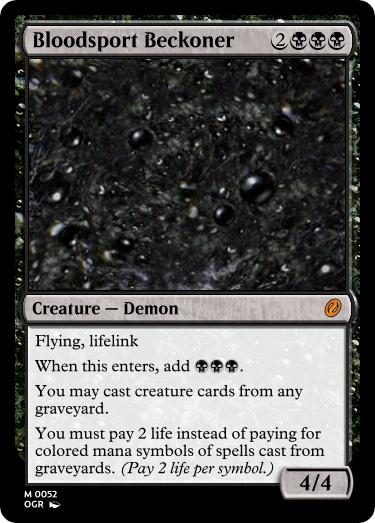 Bloodsport Beckoner 2
Creature — Demon
Flying, lifelink
When this enters, add .
You may cast creature cards from any
graveyard.
You must pay 2 life instead of paying for
colored mana symbols of spells cast from
graveyards. (Pay 2 life per symbol.)
4/4
M 0052
OGR